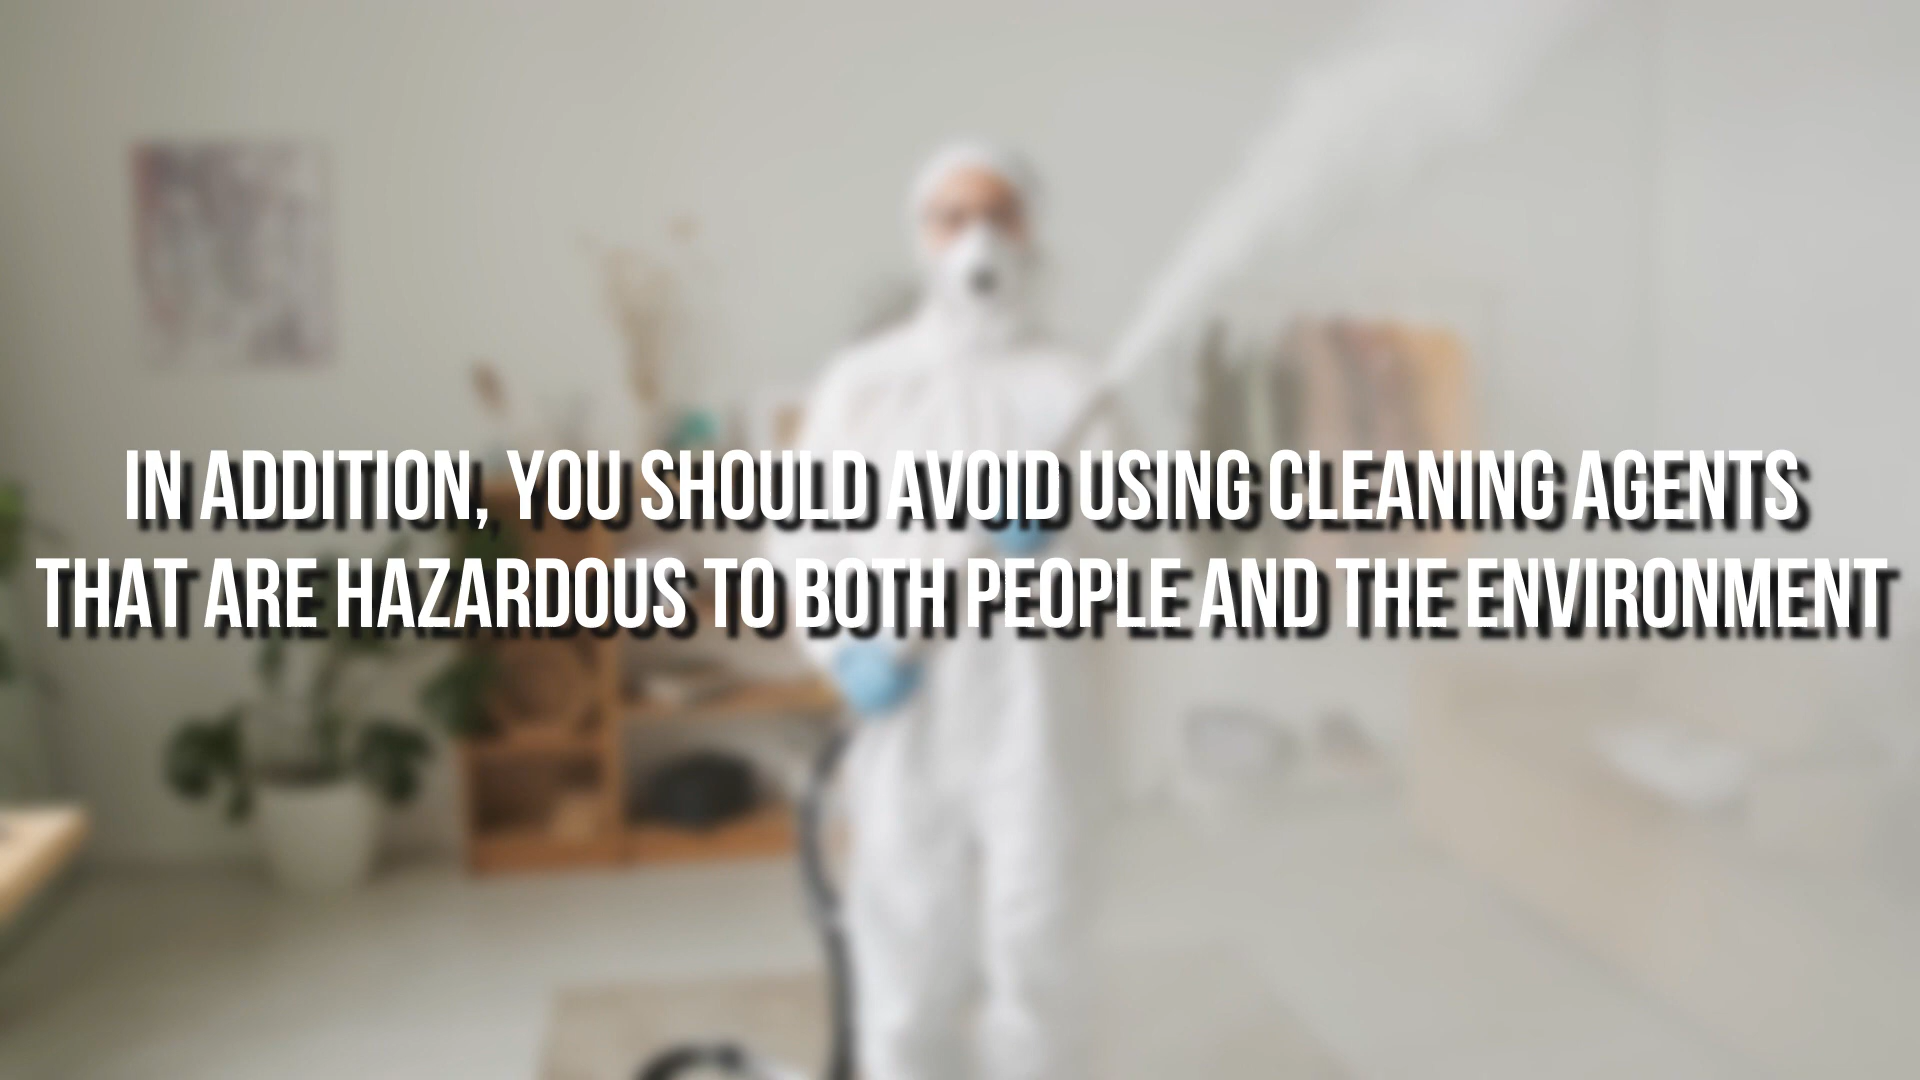 IN ADDITION, YOU SHOULD AVOID USING CLEANING AGENTS
THAT ARE HAZARDOUS TO BOTH PEOPLE AND THE ENVIRONMENT